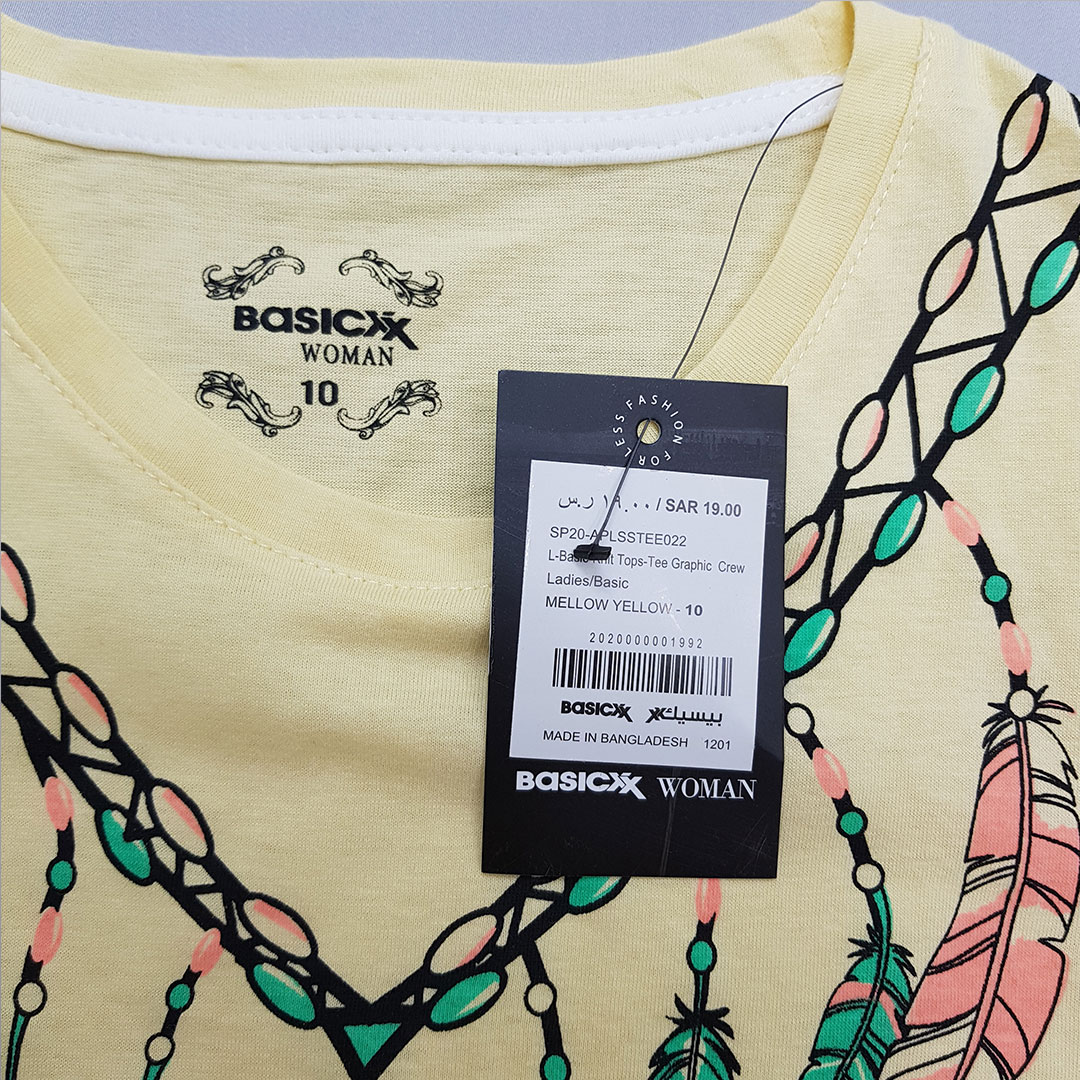 BASICXX
WOMAN
10
FASHION FOR LESS
١٩.٠٠ ر.س / SAR 19.00
SP20-APLSSTEE022
L-Basic-Knit Tops-Tee Graphic Crew
Ladies/Basic
MELLOW YELLOW - 10
2020000001992
BASICXX بيسيكxx
MADE IN BANGLADESH 1201
BASICXX WOMAN